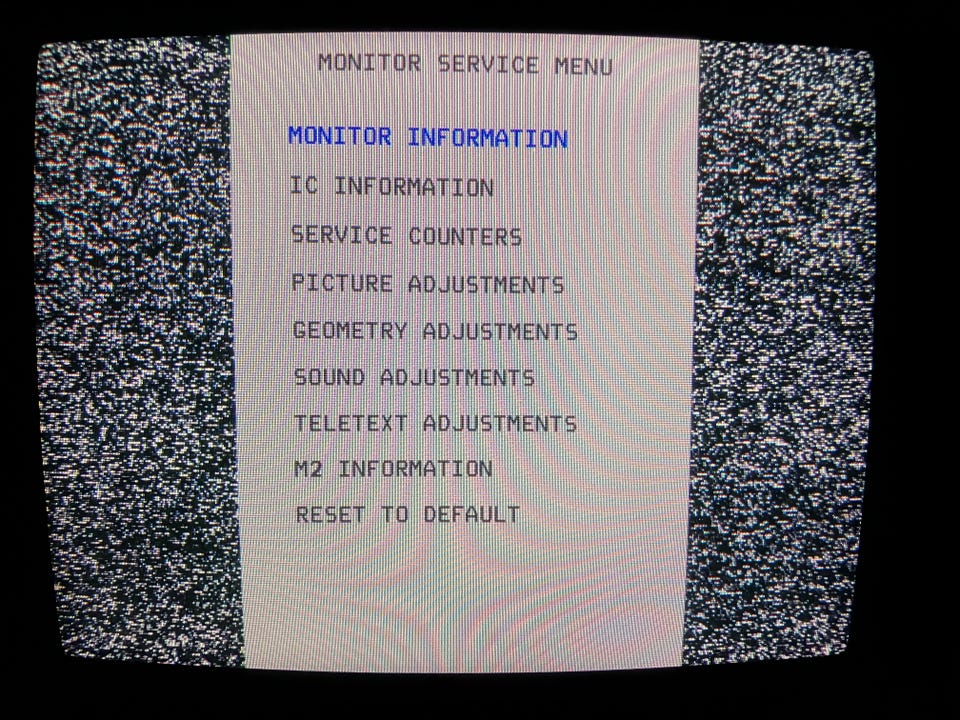 MONITOR SERVICE MENU
MONITOR INFORMATION
IC INFORMATION
SERVICE COUNTERS
PICTURE ADJUSTMENTS
GEOMETRY ADJUSTMENTS
SOUND ADJUSTMENTS
TELETEXT ADJUSTMENTS
M2 INFORMATION
RESET TO DEFAULT